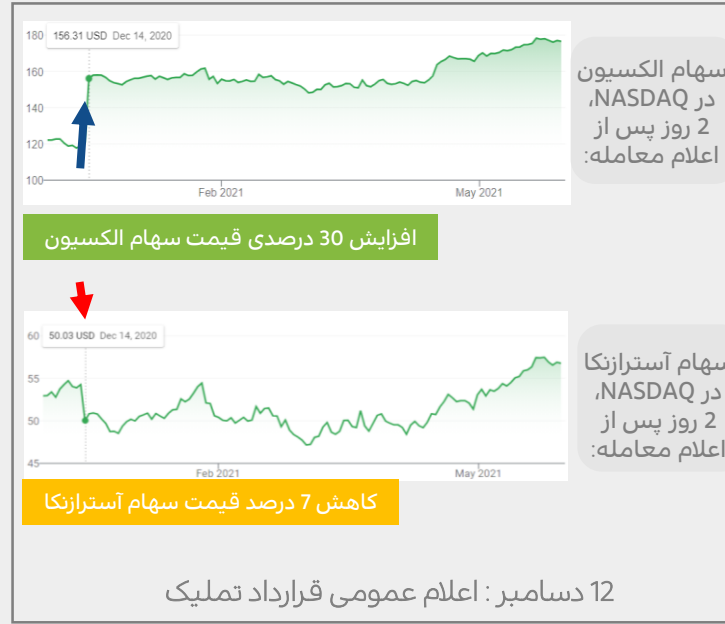 180
156.31 USD Dec 14, 2020
160
140
120
100
Feb 2021
May 2021
سهام الکسیون
در NASDAQ،
2 روز پس از
اعلام معامله:
افزایش 30 درصدی قیمت سهام الکسیون
60
50.03 USD Dec 14, 2020
55
50
45
Feb 2021
May 2021
سهام آسترازنکا
در NASDAQ،
2 روز پس از
اعلام معامله:
کاهش 7 درصد قیمت سهام آسترازنکا
12 دسامبر : اعلام عمومی قرارداد تملیک